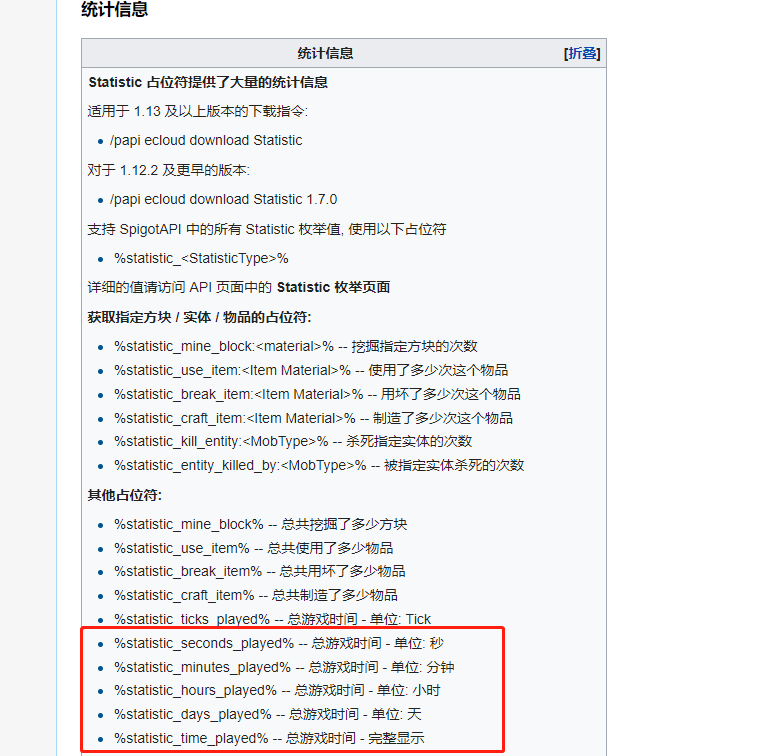 统计信息
统计信息 [折叠]
Statistic 占位符提供了大量的统计信息
适用于 1.13 及以上版本的下载指令:
/papi ecloud download Statistic
对于 1.12.2 及更早的版本:
/papi ecloud download Statistic 1.7.0
支持 SpigotAPI 中的所有 Statistic 枚举值, 使用以下占位符
%statistic_<StatisticType>%
详细的值请访问 API 页面中的 Statistic 枚举页面
获取指定方块 / 实体 / 物品的占位符:
%statistic_mine_block:<material>% -- 挖掘指定方块的次数
%statistic_use_item:<Item Material>% -- 使用了多少次这个物品
%statistic_break_item:<Item Material>% -- 用坏了多少次这个物品
%statistic_craft_item:<Item Material>% -- 制造了多少次这个物品
%statistic_kill_entity:<MobType>% -- 杀死指定实体的次数
%statistic_entity_killed_by:<MobType>% -- 被指定实体杀死的次数
其他占位符:
%statistic_mine_block% -- 总共挖掘了多少方块
%statistic_use_item% -- 总共使用了多少物品
%statistic_break_item% -- 总共用坏了多少物品
%statistic_craft_item% -- 总共制造了多少物品
%statistic_ticks_played% -- 总游戏时间 - 单位: Tick
%statistic_seconds_played% -- 总游戏时间 - 单位: 秒
%statistic_minutes_played% -- 总游戏时间 - 单位: 分钟
%statistic_hours_played% -- 总游戏时间 - 单位: 小时
%statistic_days_played% -- 总游戏时间 - 单位: 天
%statistic_time_played% -- 总游戏时间 - 完整显示